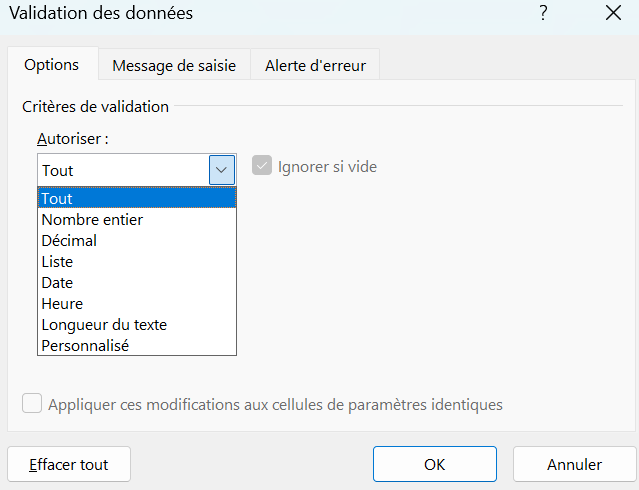 Validation des données ?
Options Message de saisie Alerte d'erreur
Critères de validation
Autoriser :
Tout Ignorer si vide
Tout
Nombre entier
Décimal
Liste
Date
Heure
Longueur du texte
Personnalisé
Appliquer ces modifications aux cellules de paramètres identiques
Effacer tout OK Annuler